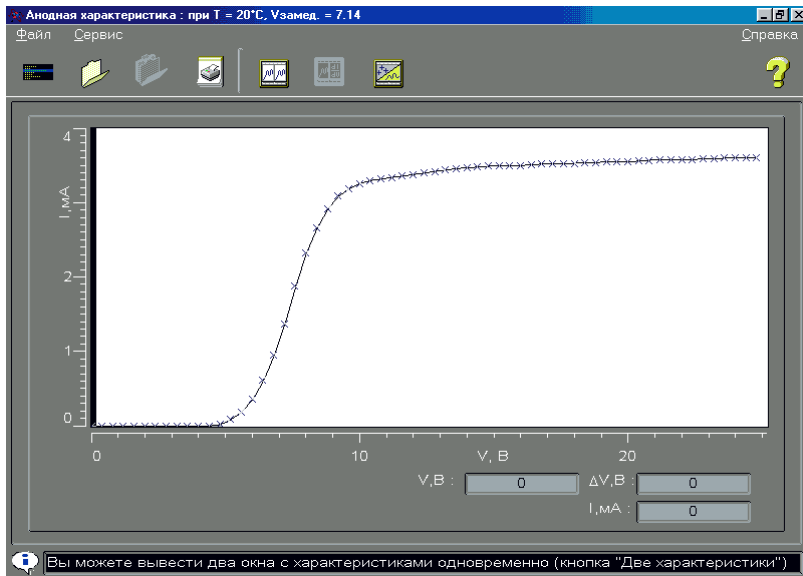 Анодная характеристика : при T = 20°C, Vзамед. = 7.14
Файл Сервис Справка
4
I,мА
2
1
0
0 10 V, В 20
V,В : 0 ΔV,В : 0
I,мА : 0
Вы можете вывести два окна с характеристиками одновременно (кнопка "Две характеристики")